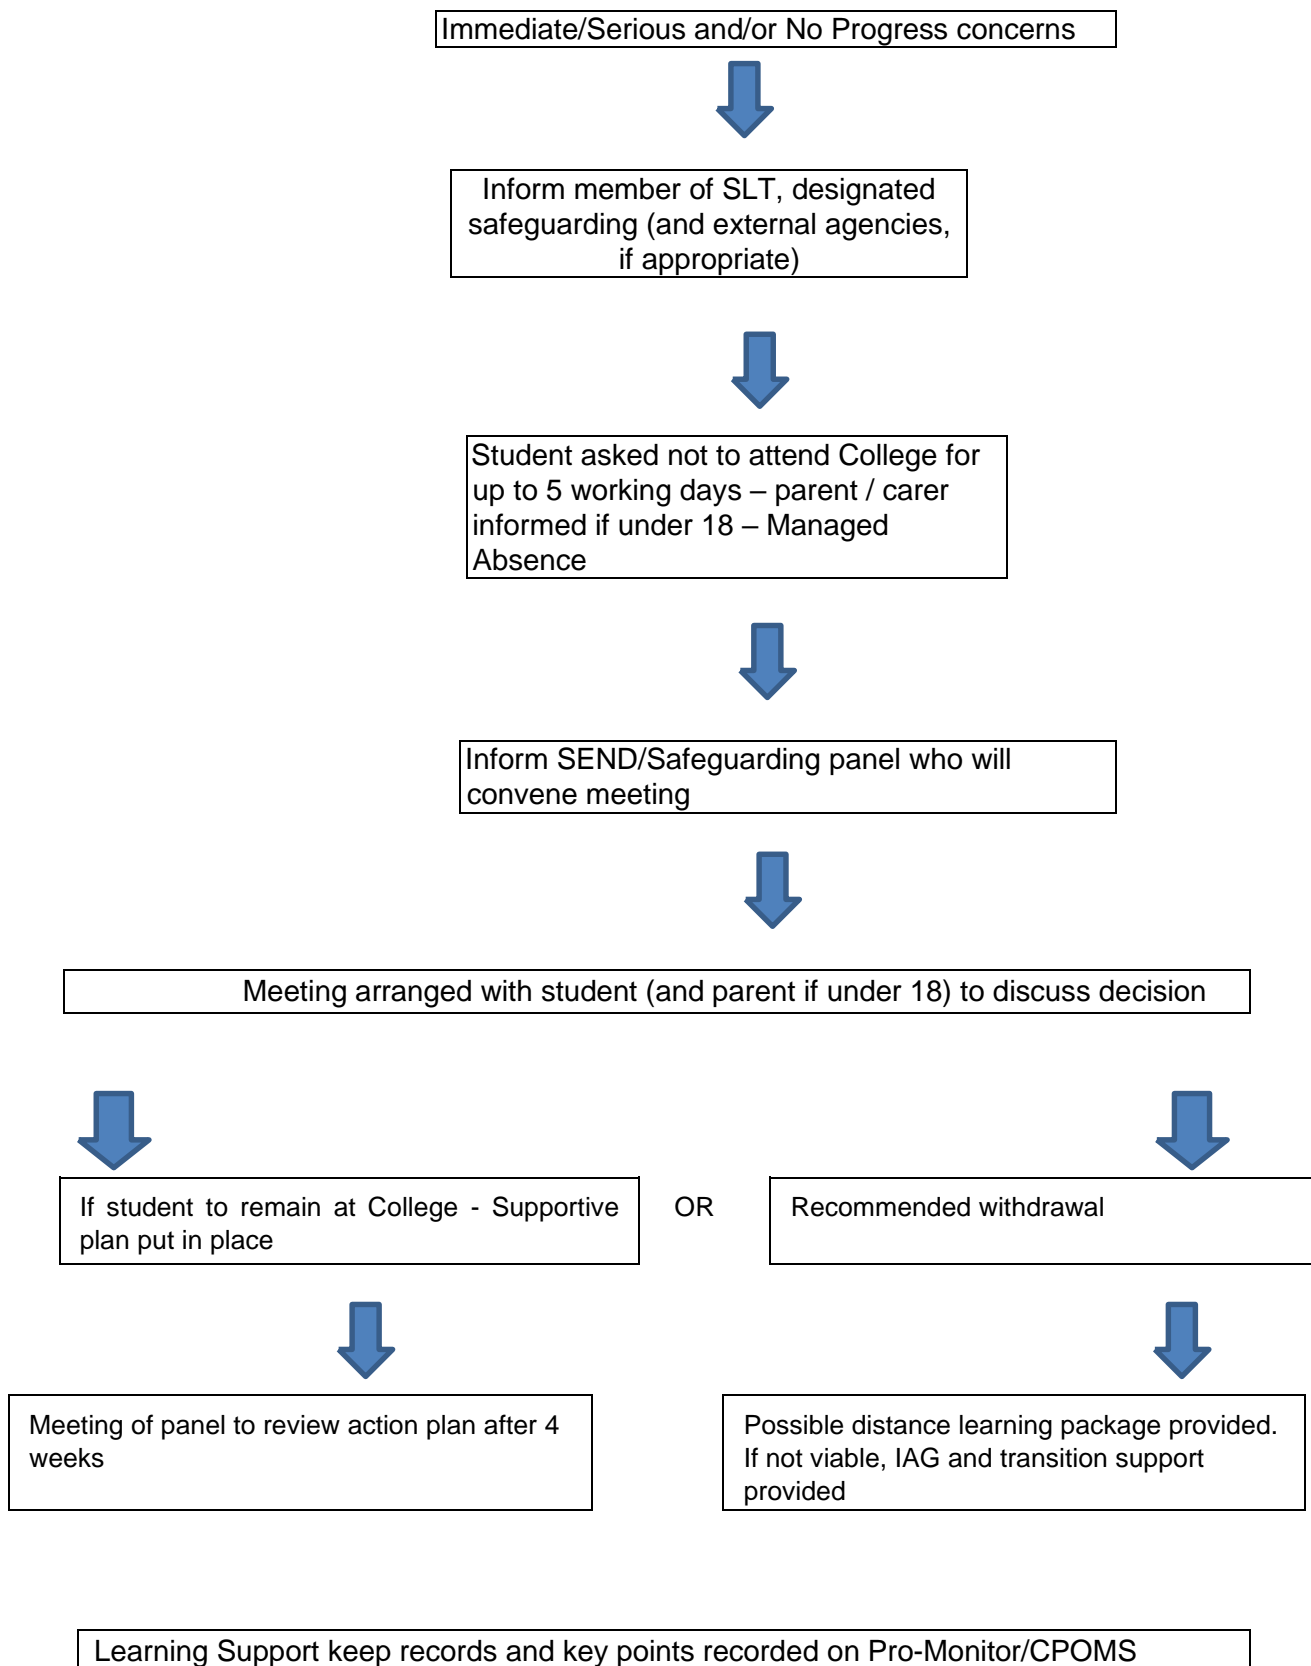 Immediate/Serious and/or No Progress concerns
Inform member of SLT, designated
safeguarding (and external agencies,
if appropriate)
Student asked not to attend College for
up to 5 working days – parent / carer
informed if under 18 – Managed
Absence
Inform SEND/Safeguarding panel who will
convene meeting
Meeting arranged with student (and parent if under 18) to discuss decision
If student to remain at College - Supportive
plan put in place
OR
Recommended withdrawal
Meeting of panel to review action plan after 4
weeks
Possible distance learning package provided.
If not viable, IAG and transition support
provided
Learning Support keep records and key points recorded on Pro-Monitor/CPOMS